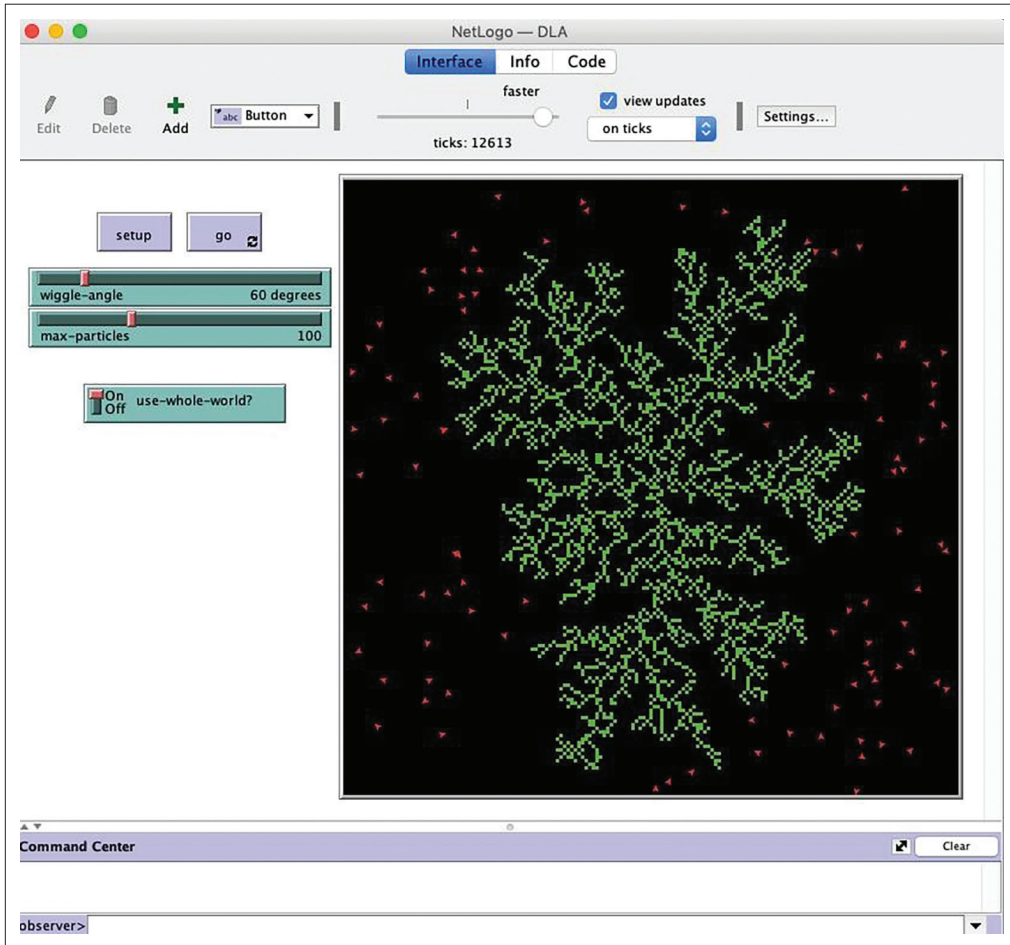 NetLogo — DLA
Interface Info Code
Edit Delete Add abc Button faster ticks: 12613 view updates on ticks Settings...
setup go
wiggle-angle 60 degrees
max-particles 100
On
Off use-whole-world?
Command Center Clear
observer>